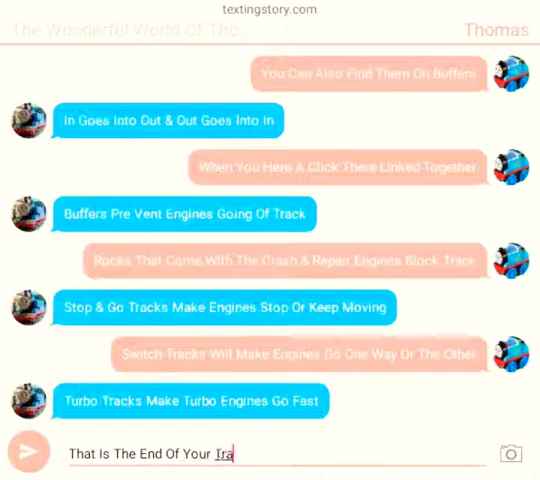 textingstory.com
The Wonderful World Of Tho...
Thomas
You Can Also Find Them On Buffers
In Goes Into Out & Out Goes Into In
When You Here A Click There Linked Together
Buffers Pre Vent Engines Going Of Track
Rocks That Come With The Crash & Repair Engines Block Track
Stop & Go Tracks Make Engines Stop Or Keep Moving
Switch Tracks Will Make Engines Go One Way Or The Other
Turbo Tracks Make Turbo Engines Go Fast
That Is The End Of Your Tra